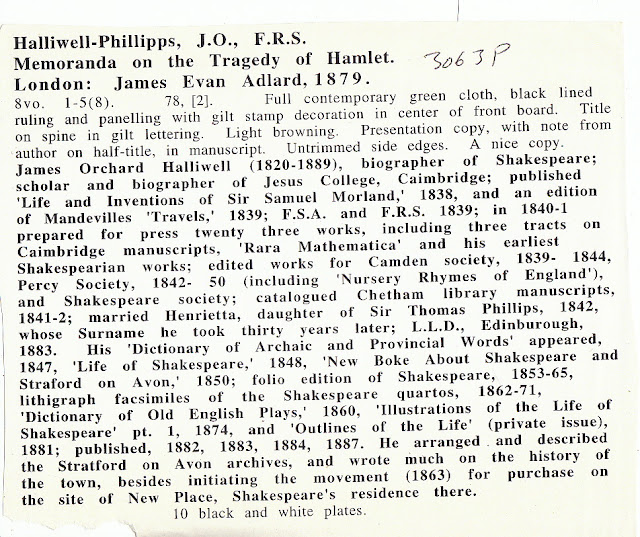 Halliwell-Phillipps, J.O., F.R.S.
Memoranda on the Tragedy of Hamlet. 3063P
London: James Evan Adlard, 1879.
8vo. 1-5(8). 78, [2]. Full contemporary green cloth, black lined
ruling and panelling with gilt stamp decoration in center of front board. Title
on spine in gilt lettering. Light browning. Presentation copy, with note from
author on half-title, in manuscript. Untrimmed side edges. A nice copy.
James Orchard Halliwell (1820-1889), biographer of Shakespeare;
scholar and biographer of Jesus College, Caimbridge; published
'Life and Inventions of Sir Samuel Morland,' 1838, and an edition
of Mandevilles 'Travels,' 1839; F.S.A. and F.R.S. 1839; in 1840-1
prepared for press twenty three works, including three tracts on
Caimbridge manuscripts, 'Rara Mathematica' and his earliest
Shakespearian works; edited works for Camden society, 1839- 1844,
Percy Society, 1842- 50 (including 'Nursery Rhymes of England'),
and Shakespeare society; catalogued Chetham library manuscripts,
1841-2; married Henrietta, daughter of Sir Thomas Phillips, 1842,
whose Surname he took thirty years later; L.L.D., Edinburough,
1883. His 'Dictionary of Archaic and Provincial Words' appeared,
1847, 'Life of Shakespeare,' 1848, 'New Boke About Shakespeare and
Straford on Avon,' 1850; folio edition of Shakespeare, 1853-65,
lithigraph facsimiles of the Shakespeare quartos, 1862-71,
'Dictionary of Old English Plays,' 1860, 'Illustrations of the Life of
Shakespeare' pt. 1, 1874, and 'Outlines of the Life' (private issue),
1881; published, 1882, 1883, 1884, 1887. He arranged and described
the Stratford on Avon archives, and wrote much on the history of
the town, besides initiating the movement (1863) for purchase on
the site of New Place, Shakespeare's residence there.
10 black and white plates.